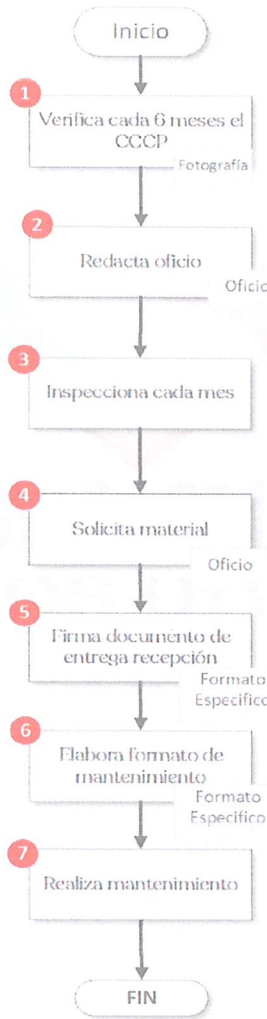 Inicio
1
Verifica cada 6 meses el
CCCP
Fotografía
2
Redacta oficio
Oficio
3
Inspecciona cada mes
4
Solicita material
Oficio
5
Firma documento de
entrega recepción
Formato
Especifico
6
Elabora formato de
mantenimiento
Formato
Especifico
7
Realiza mantenimiento
FIN